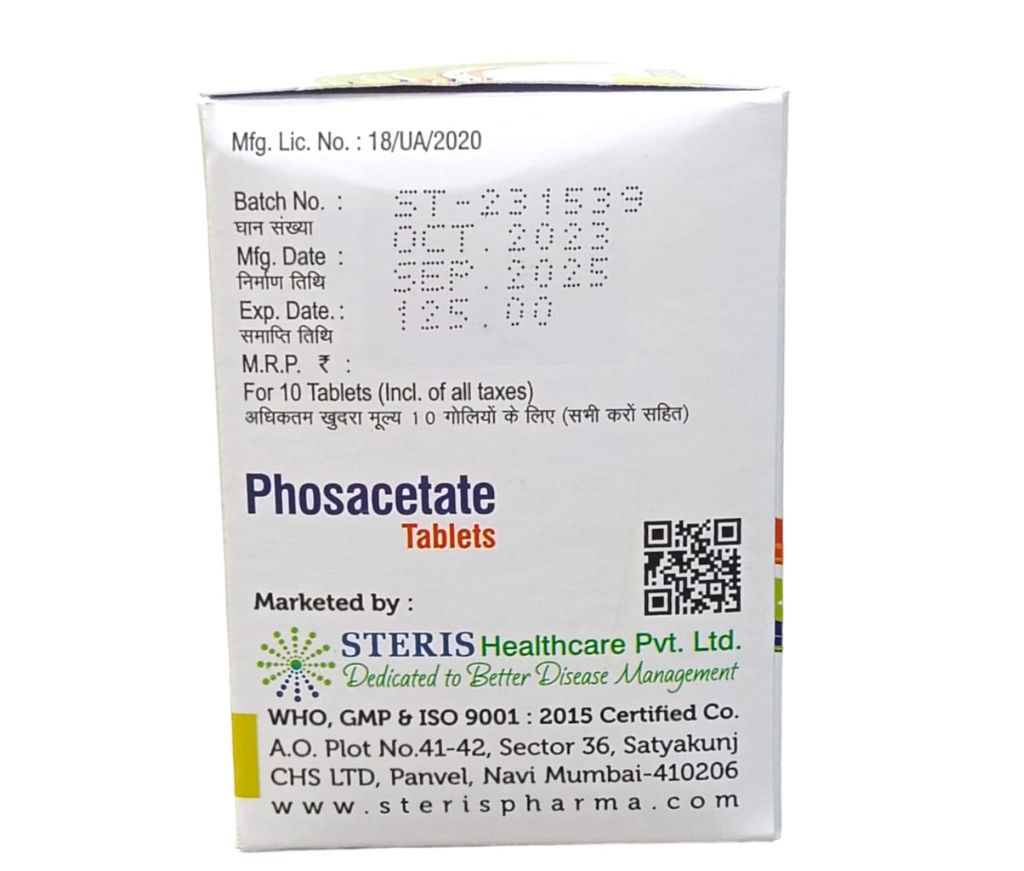 Mfg. Lic. No. : 18/UA/2020
Batch No. : ST-231539
घान संख्या
OCT.2023
Mfg. Date :
निर्माण तिथि
SEP.2025
Exp. Date. :
125.00
समाप्ति तिथि
M.R.P. ₹ :
For 10 Tablets (Incl. of all taxes)
अधिकतम खुदरा मूल्य 10 गोलियों के लिए (सभी करों सहित)
Phosacetate
Tablets
Marketed by :
STERIS Healthcare Pvt. Ltd.
Dedicated to Better Disease Management
WHO, GMP & ISO 9001 : 2015 Certified Co.
A.O. Plot No.41-42, Sector 36, Satyakunj
CHS LTD, Panvel, Navi Mumbai-410206
www.sterispharma.com